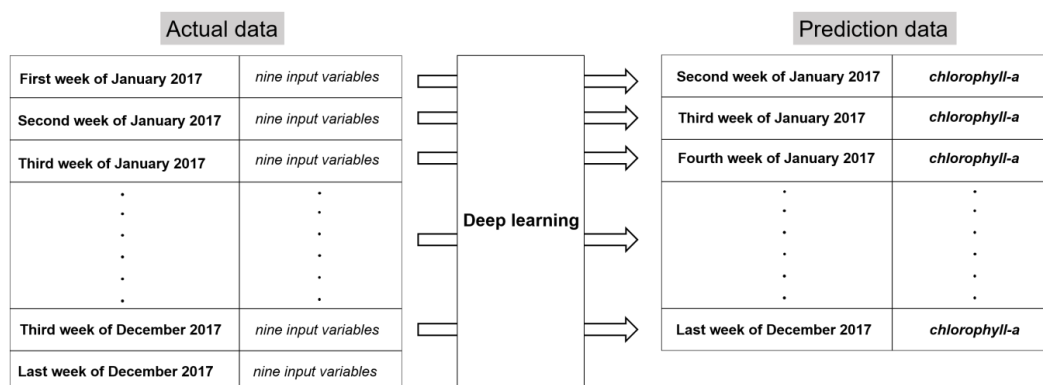 Actual data
First week of January 2017 nine input variables
Second week of January 2017 nine input variables
Third week of January 2017 nine input variables
Third week of December 2017 nine input variables
Last week of December 2017 nine input variables
Deep learning
Prediction data
Second week of January 2017 chlorophyll-a
Third week of January 2017 chlorophyll-a
Fourth week of January 2017 chlorophyll-a
Last week of December 2017 chlorophyll-a